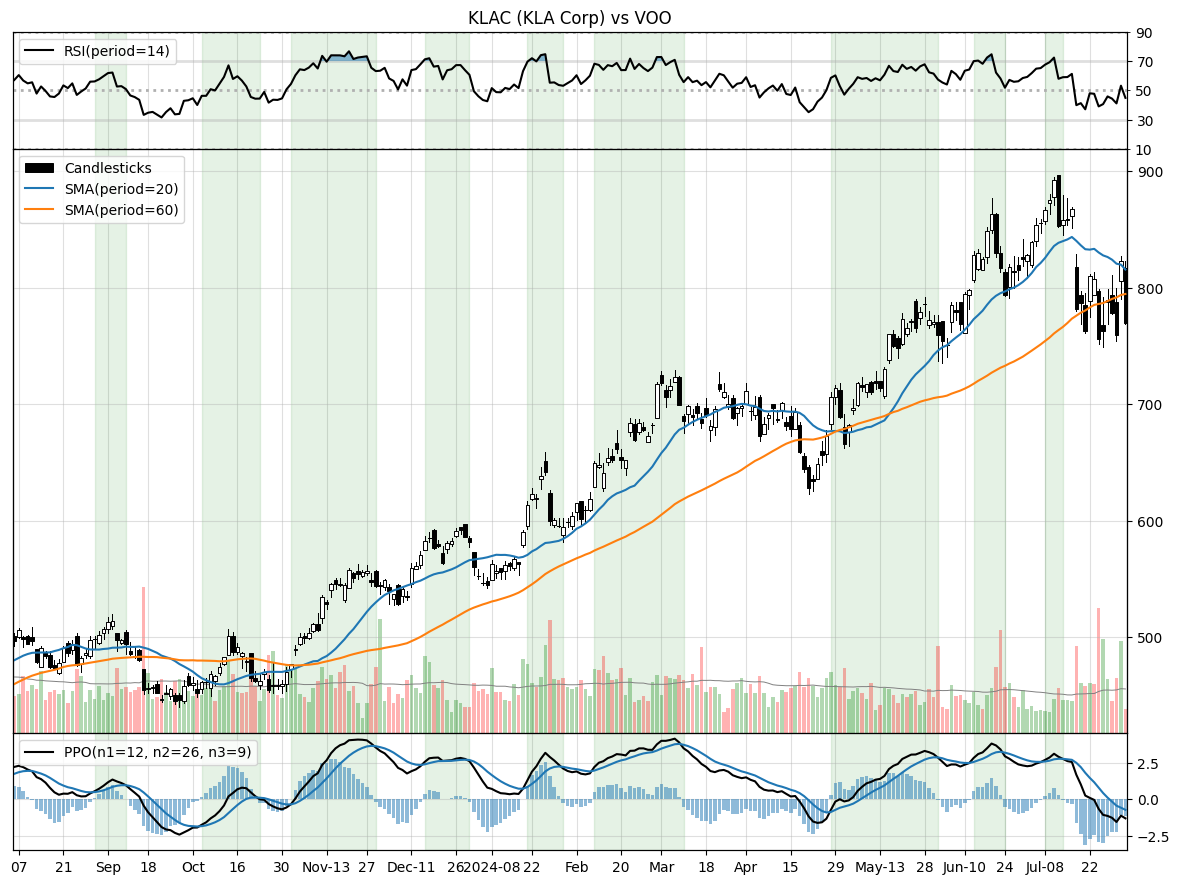 KLAC (KLA Corp) vs VOO
RSI(period=14)
90
70
50
30
10
Candlesticks
SMA(period=20)
SMA(period=60)
900
800
700
600
500
PPO(n1=12, n2=26, n3=9)
2.5
0.0
−2.5
07 21 Sep 18 Oct 16 30 Nov-13 27 Dec-11 26 2024-08 22 Feb 20 Mar 18 Apr 15 29 May-13 28 Jun-10 24 Jul-08 22